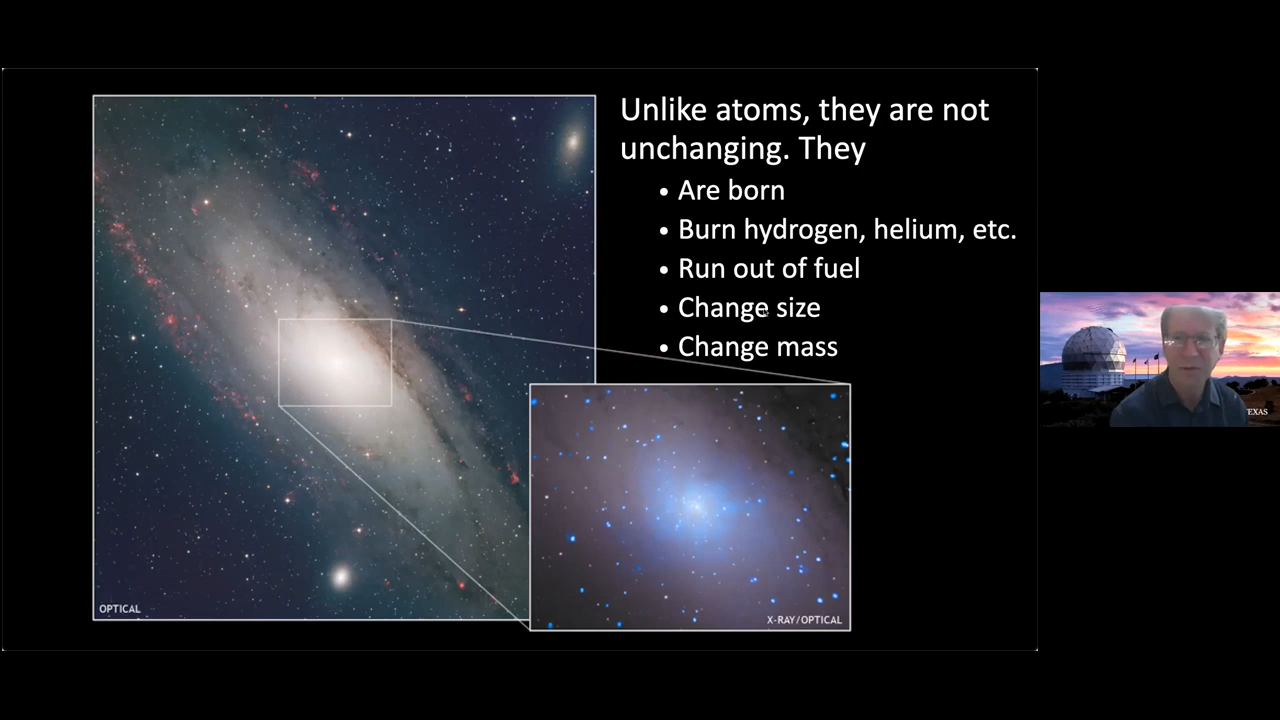 Unlike atoms, they are not
unchanging. They
• Are born
• Burn hydrogen, helium, etc.
• Run out of fuel
• Change size
• Change mass
OPTICAL
X-RAY/OPTICAL
EXAS